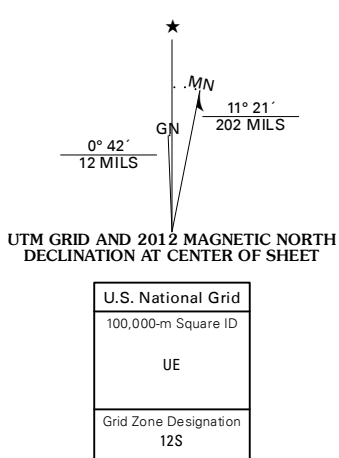 ★
MN
11° 21´
202 MILS
GN
0° 42´
12 MILS
UTM GRID AND 2012 MAGNETIC NORTH
DECLINATION AT CENTER OF SHEET
U.S. National Grid
100,000-m Square ID
UE
Grid Zone Designation
12S